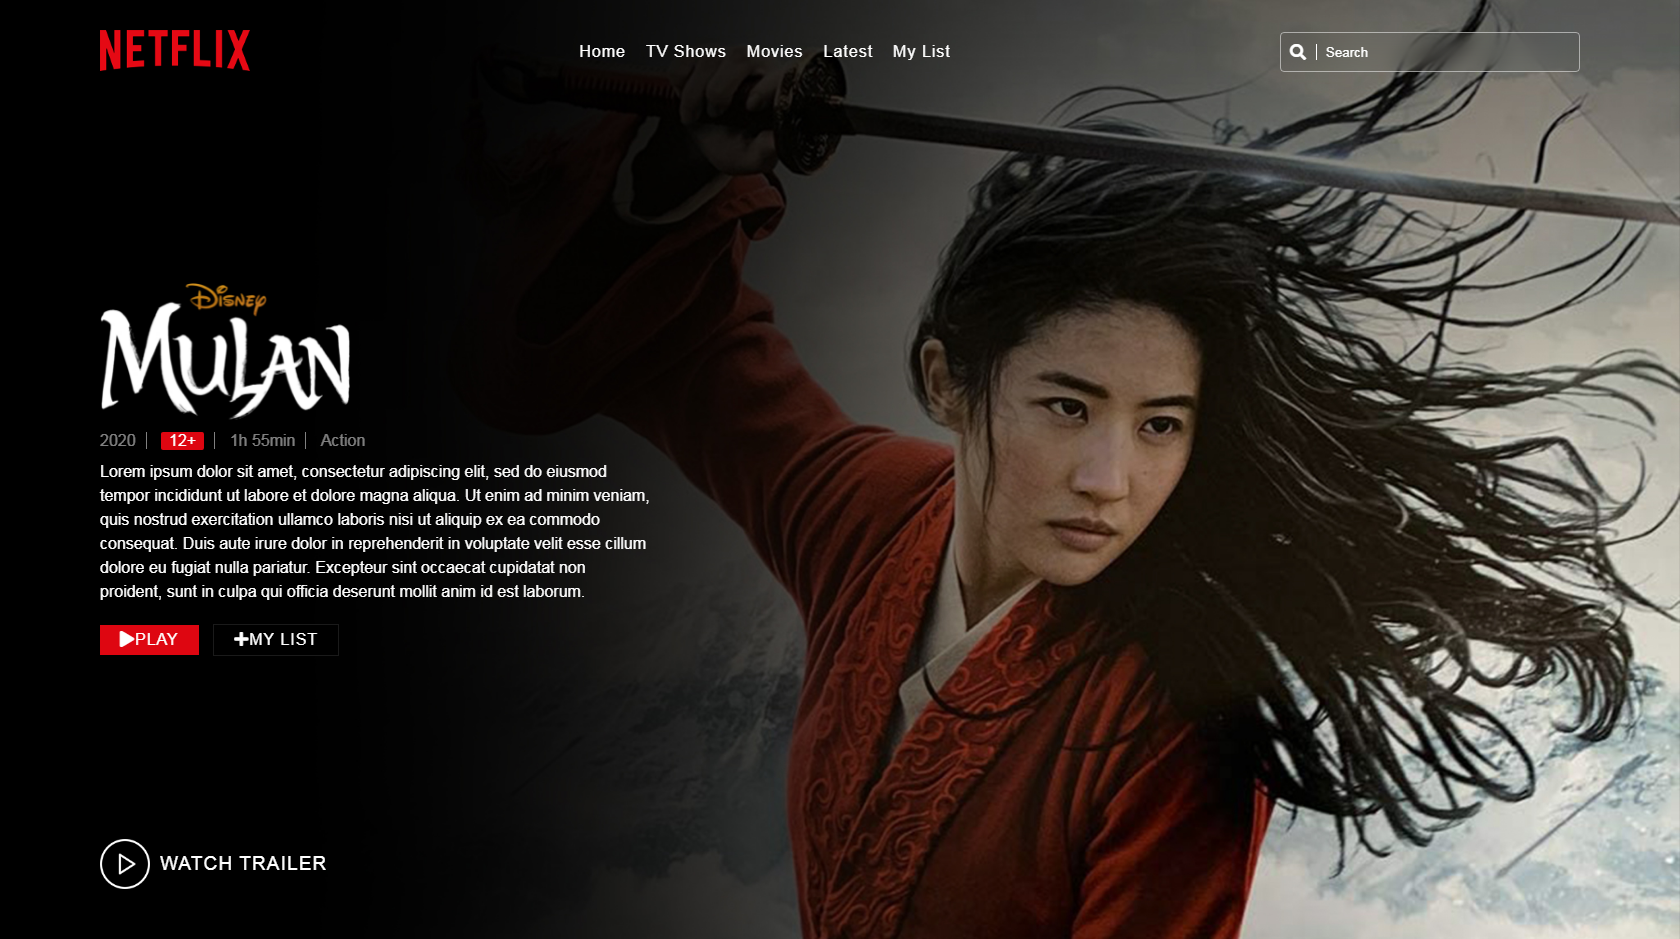 NETFLIX
Home TV Shows Movies Latest My List
Search
Disney
MULAN
2020 | 12+ | 1h 55min | Action
Lorem ipsum dolor sit amet, consectetur adipiscing elit, sed do eiusmod
tempor incididunt ut labore et dolore magna aliqua. Ut enim ad minim veniam,
quis nostrud exercitation ullamco laboris nisi ut aliquip ex ea commodo
consequat. Duis aute irure dolor in reprehenderit in voluptate velit esse cillum
dolore eu fugiat nulla pariatur. Excepteur sint occaecat cupidatat non
proident, sunt in culpa qui officia deserunt mollit anim id est laborum.
PLAY MY LIST
WATCH TRAILER